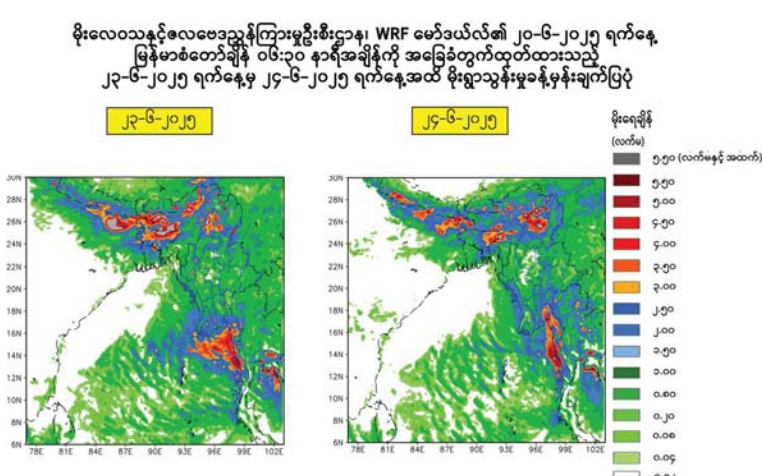 မိုးလေဝသနှင့်ဇလဗေဒညွှန်ကြားမှုဦးစီးဌာန၊ WRF မော်ဒယ်လ်၏ ၂၀-၆-၂၀၂၅ ရက်နေ့
မြန်မာစံတော်ချိန် ၀၆:၃၀ နာရီအချိန်ကို အခြေခံတွက်ထုတ်ထားသည့်
၂၃-၆-၂၀၂၅ ရက်နေ့မှ ၂၄-၆-၂၀၂၅ ရက်နေ့အထိ မိုးရွာသွန်းမှုခန့်မှန်းချက်ပြပုံ
၂၃-၆-၂၀၂၅
၂၄-၆-၂၀၂၅
မိုးရေချိန်
(လက်မ)
၅.၅၀ (လက်မနှင့် အထက်)
၅.၅၀
၅.၀၀
၄.၅၀
၄.၀၀
၃.၅၀
၃.၀၀
၂.၅၀
၂.၀၀
၁.၅၀
၁.၀၀
၀.၈၀
၀.၂၀
၀.၀၈
၀.၀၄
30N
28N
26N
24N
22N
20N
18N
16N
14N
12N
10N
8N
6N
78E 81E 84E 87E 90E 93E 96E 99E 102E
30N
28N
26N
24N
22N
20N
18N
16N
14N
12N
10N
8N
6N
78E 81E 84E 87E 90E 93E 96E 99E 102E